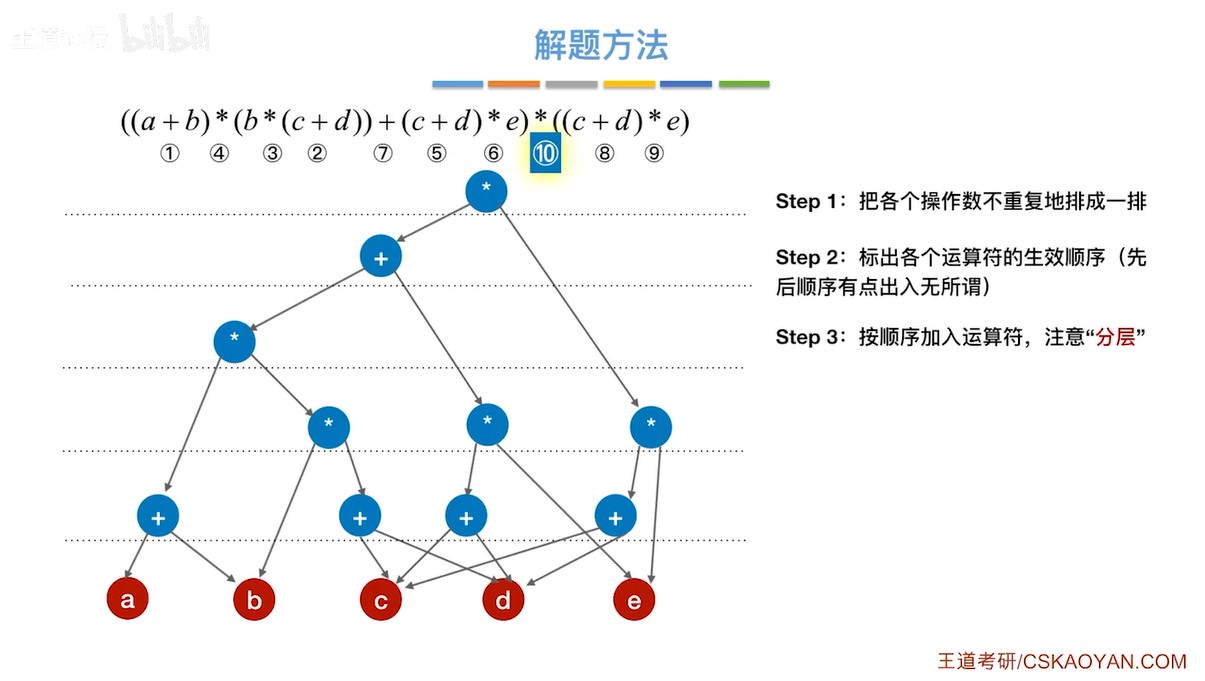 王道论坛 bilibili
解题方法
((a+b)*(b*(c+d))+(c+d)*e)*((c+d)*e)
① ④ ③ ② ⑦ ⑤ ⑥ ⑩ ⑧ ⑨
*
+
*
* * *
+ + + +
a b c d e
Step 1：把各个操作数不重复地排成一排
Step 2：标出各个运算符的生效顺序（先
后顺序有点出入无所谓）
Step 3：按顺序加入运算符，注意“分层”
王道考研/CSKAOYAN.COM